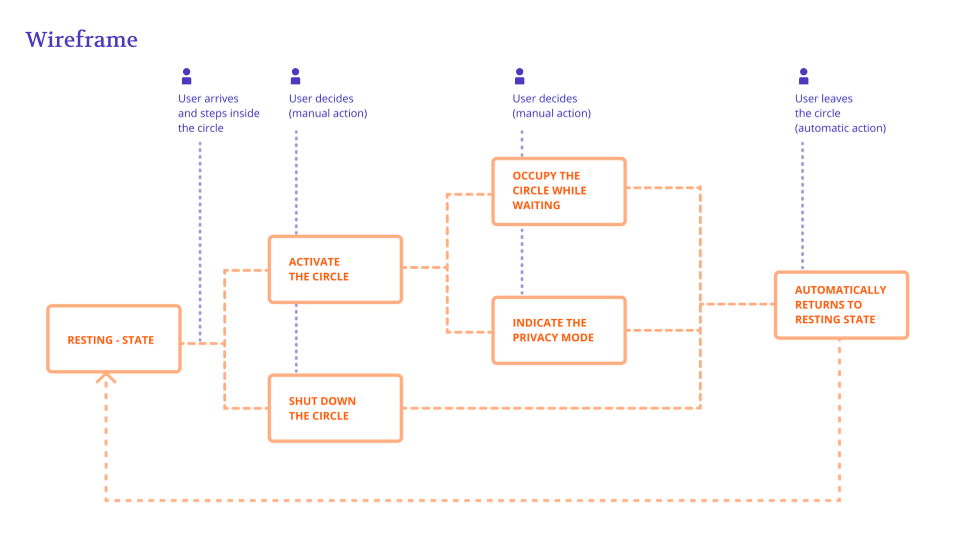 Wireframe
User arrives
and steps inside
the circle
User decides
(manual action)
User decides
(manual action)
User leaves
the circle
(automatic action)
OCCUPY THE
CIRCLE WHILE
WAITING
ACTIVATE
THE CIRCLE
AUTOMATICALLY
RETURNS TO
RESTING STATE
INDICATE THE
PRIVACY MODE
RESTING - STATE
SHUT DOWN
THE CIRCLE